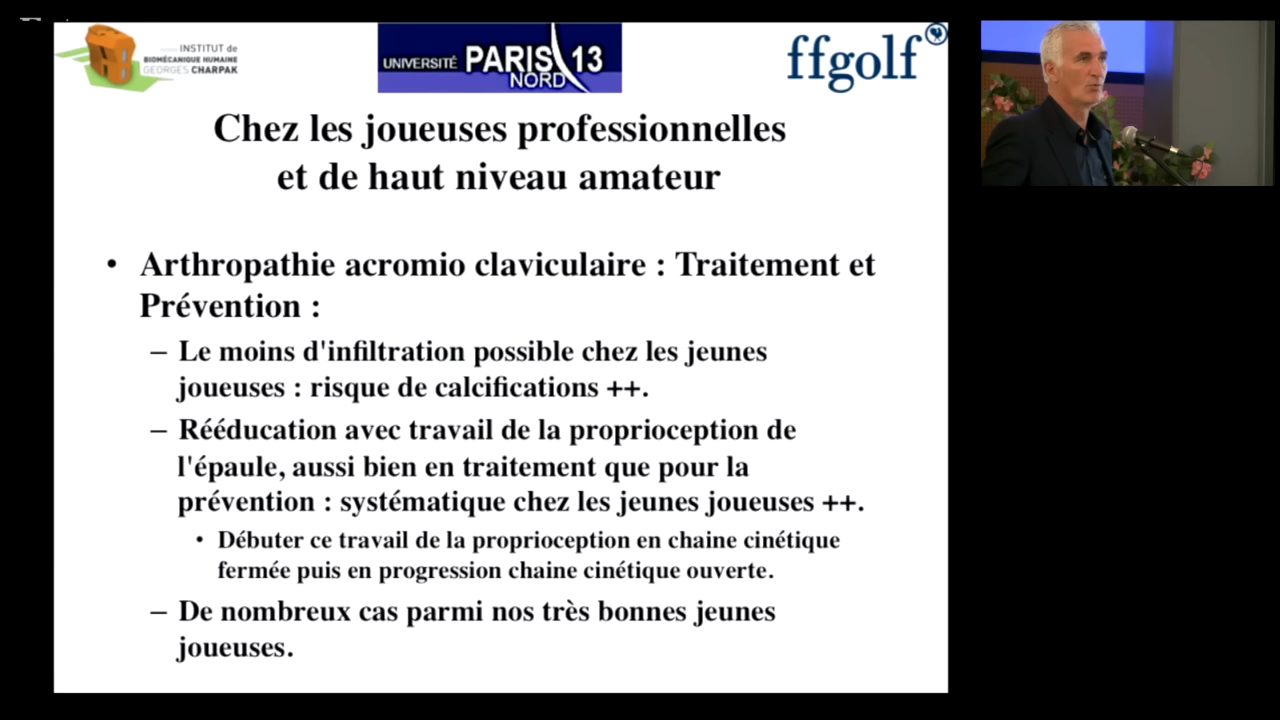 INSTITUT de
BIOMÉCANIQUE HUMAINE
GEORGES CHARPAK
UNIVERSITÉ PARIS 13
NORD
ffgolf
Chez les joueuses professionnelles
et de haut niveau amateur
• Arthropathie acromio claviculaire : Traitement et
Prévention :
– Le moins d'infiltration possible chez les jeunes
joueuses : risque de calcifications ++.
– Rééducation avec travail de la proprioception de
l'épaule, aussi bien en traitement que pour la
prévention : systématique chez les jeunes joueuses ++.
• Débuter ce travail de la proprioception en chaine cinétique
fermée puis en progression chaine cinétique ouverte.
– De nombreux cas parmi nos très bonnes jeunes
joueuses.